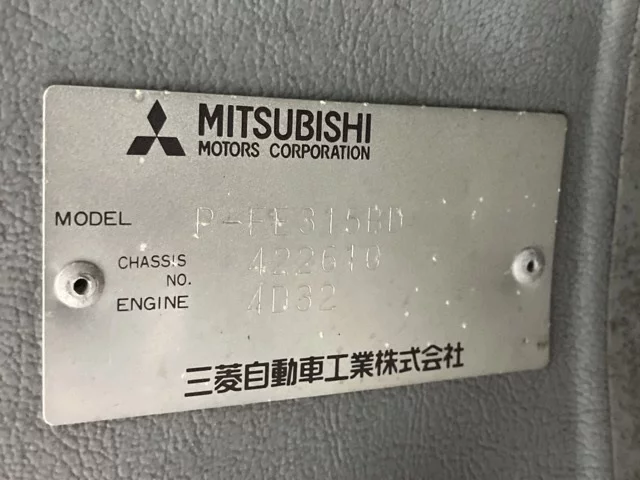 MITSUBISHI
MOTORS CORPORATION
MODEL P-FE315BD
CHASSIS NO. 422610
ENGINE 4D32
三菱自動車工業株式会社